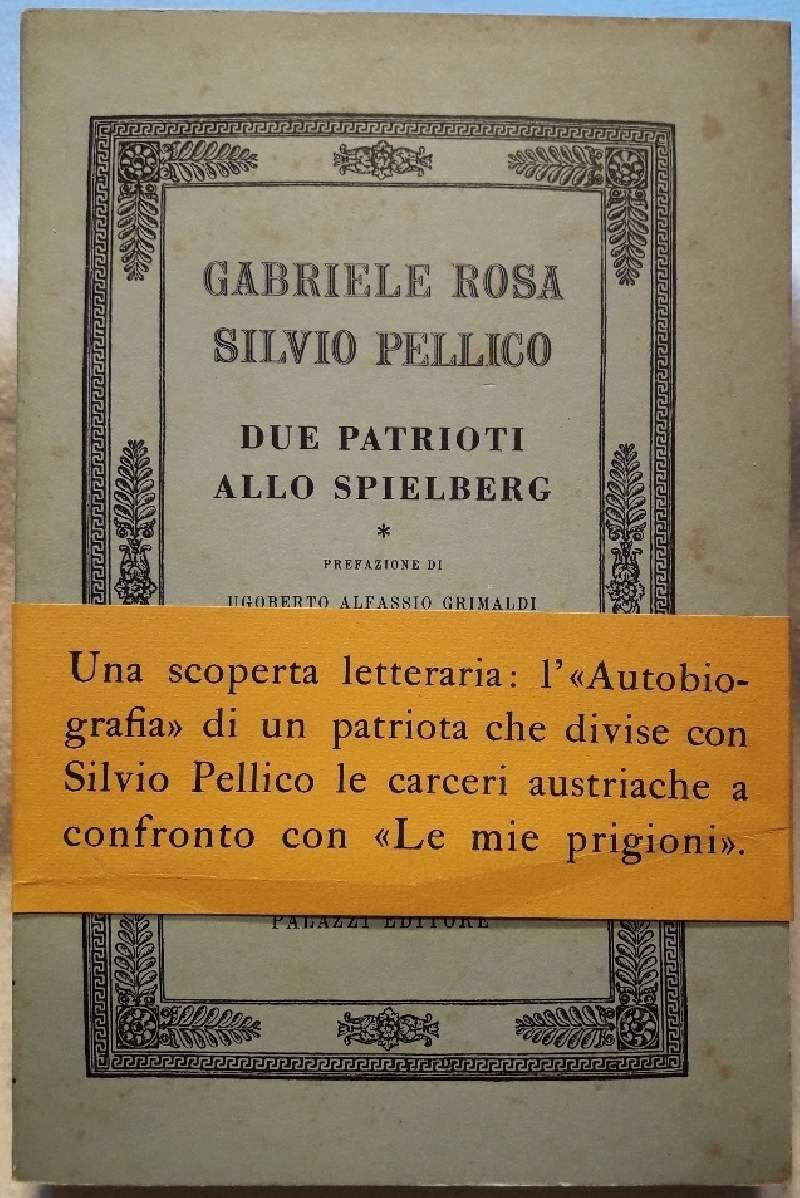 GABRIELE ROSA
SILVIO PELLICO
DUE PATRIOTI
ALLO SPIELBERG
*
PREFAZIONE DI
UGOBERTO ALFASSIO GRIMALDI
Una scoperta letteraria: l'«Autobio-
grafia» di un patriota che divise con
Silvio Pellico le carceri austriache a
confronto con «Le mie prigioni».
PALAZZI EDITORE